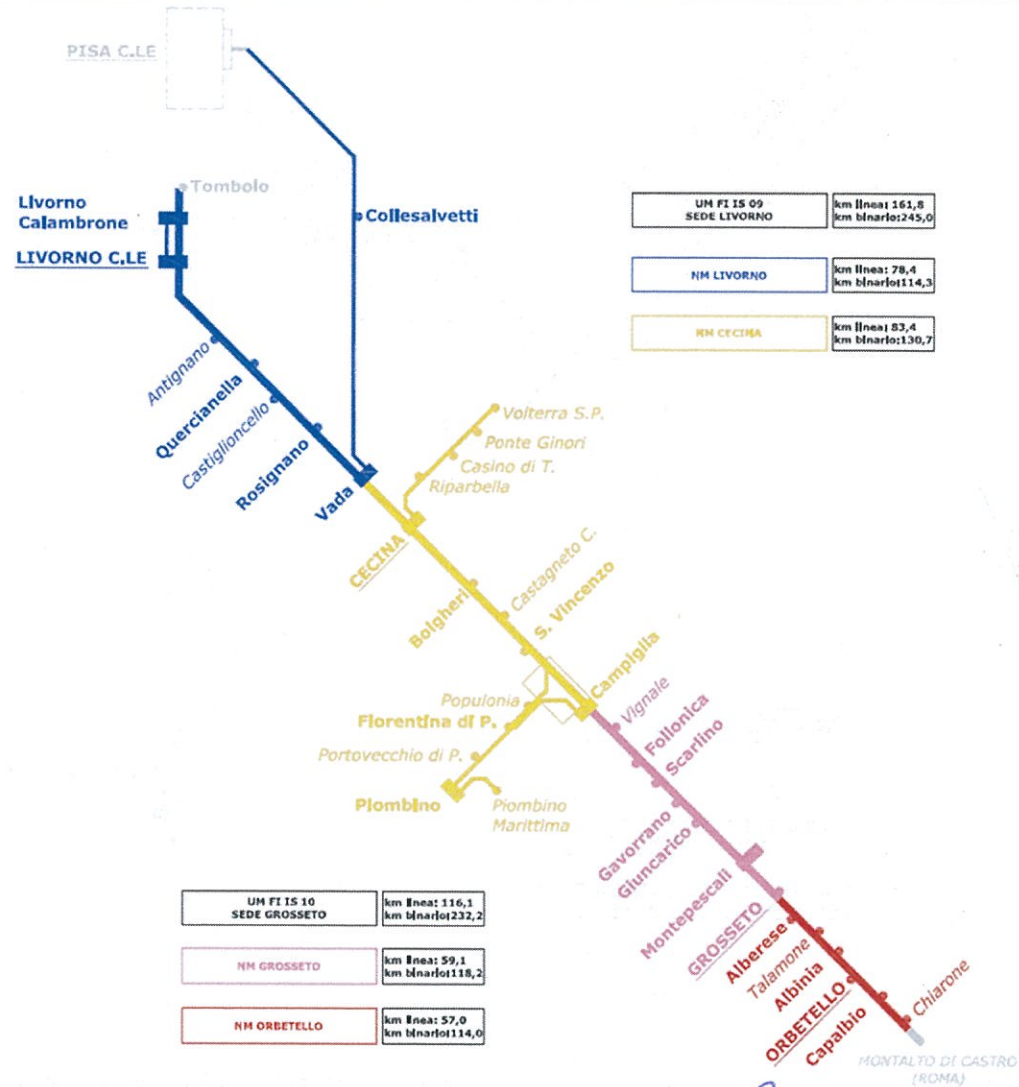 PISA C.LE
Tombolo
Livorno
Calambrone
LIVORNO C.LE
Collesalvetti
UM FI IS 09
SEDE LIVORNO
km linea: 161,8
km binario:245,0
NM LIVORNO
km linea: 78,4
km binario:114,3
NM CECINA
km linea: 83,4
km binario:130,7
Antignano
Quercianella
Castiglioncello
Rosignano
Vada
Volterra S.P.
Ponte Ginori
Casino di T.
Riparbella
CECINA
Bolgheri
Castagneto C.
S. Vincenzo
Campiglia
Populonia
Fiorentina di P.
Portovecchio di P.
Piombino
Piombino
Marittima
Vignale
Follonica
Scarlino
Gavorrano
Giuncarico
Montepescali
GROSSETO
Alberese
Talamone
Albinia
ORBETELLO
Capalbio
Chiarone
MONTALTO DI CASTRO
(ROMA)
UM FI IS 10
SEDE GROSSETO
km linea: 116,1
km binario:232,2
NM GROSSETO
km linea: 59,1
km binario:118,2
NM ORBETELLO
km linea: 57,0
km binario:114,0